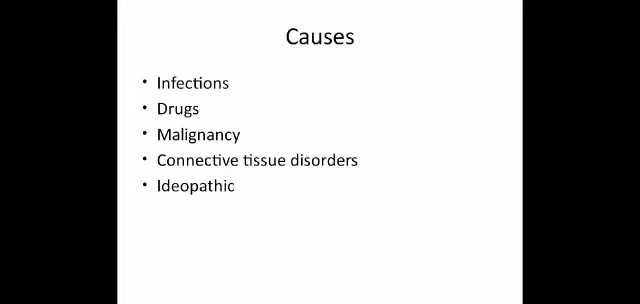 Causes
• Infections
• Drugs
• Malignancy
• Connective tissue disorders
• Ideopathic